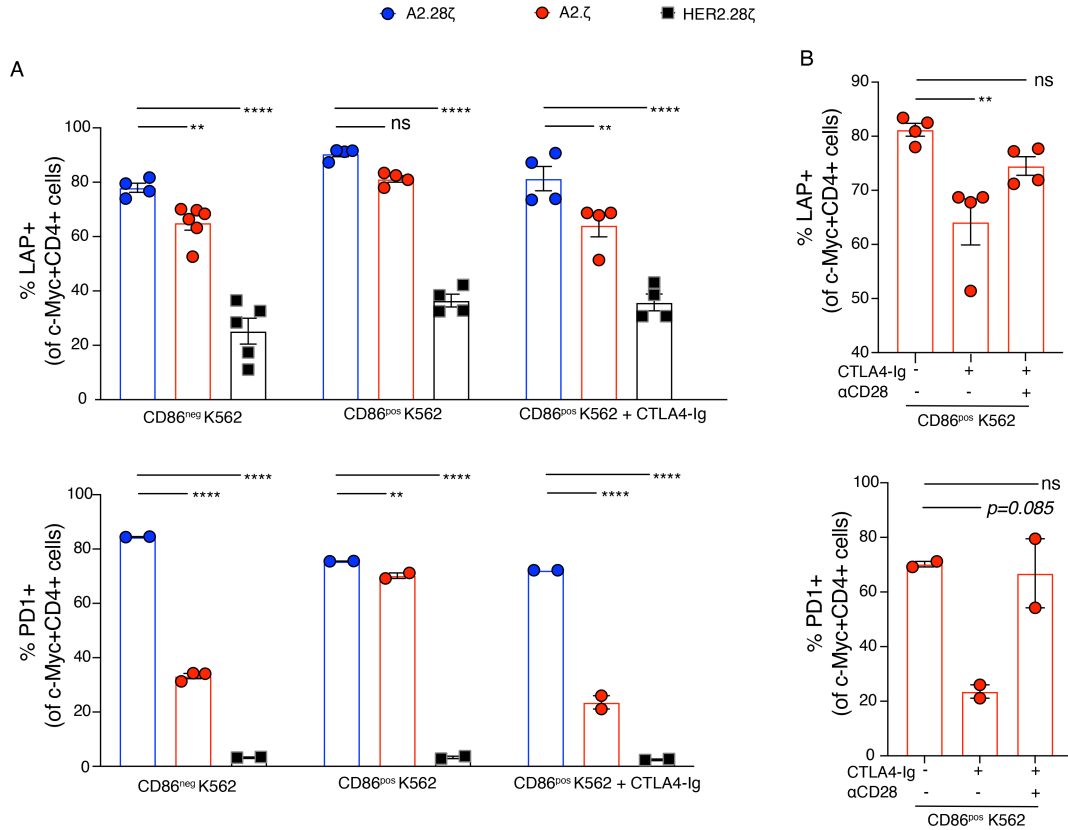 A2.28ζ A2.ζ HER2.28ζ
A
**** ** **** ns **** **
100
80
60
40
20
0
% LAP+
(of c-Myc+CD4+ cells)
CD86neg K562 CD86pos K562 CD86pos K562 + CTLA4-Ig
B
ns
**
90
80
70
60
50
40
% LAP+
(of c-Myc+CD4+ cells)
CTLA4-Ig - + +
αCD28 - - +
CD86pos K562
**** **** **** ** **** ****
100
80
60
40
20
0
% PD1+
(of c-Myc+CD4+ cells)
CD86neg K562 CD86pos K562 CD86pos K562 + CTLA4-Ig
ns
p=0.085
100
80
60
40
20
0
% PD1+
(of c-Myc+CD4+ cells)
CTLA4-Ig - + +
αCD28 - - +
CD86pos K562